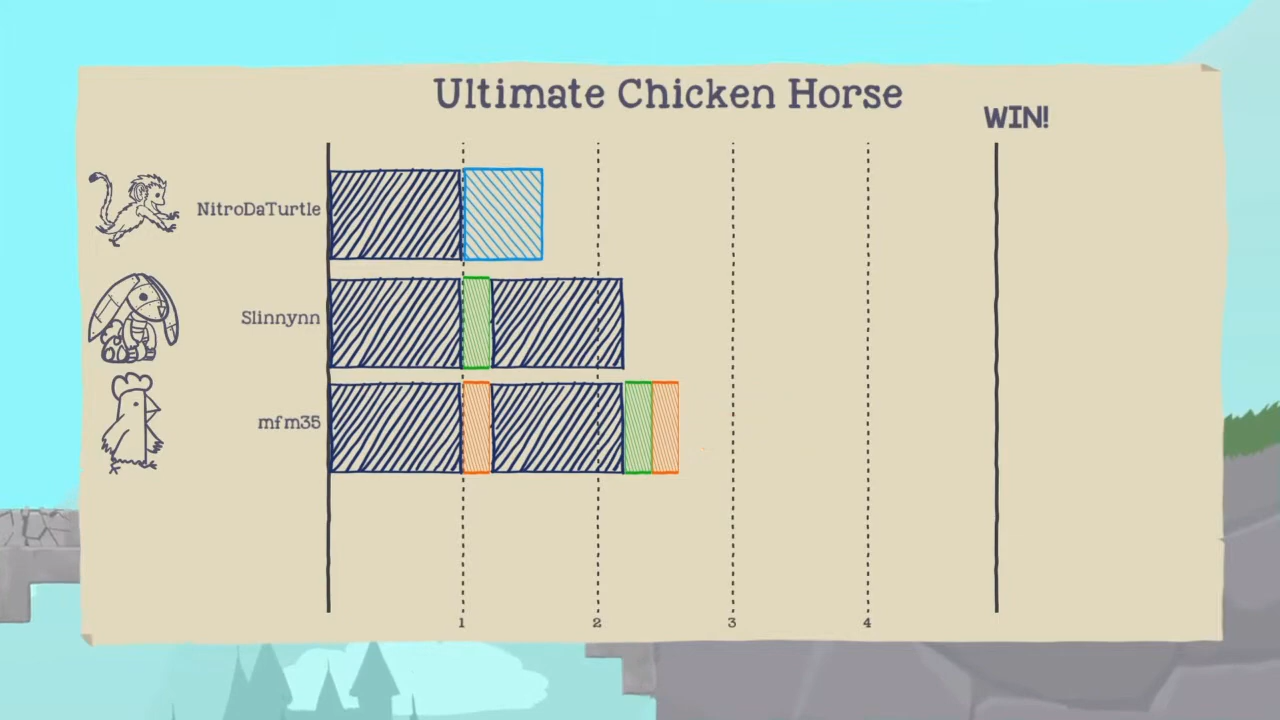 Ultimate Chicken Horse
WIN!
NitroDaTurtle
Slinnynn
mfm35
1 2 3 4